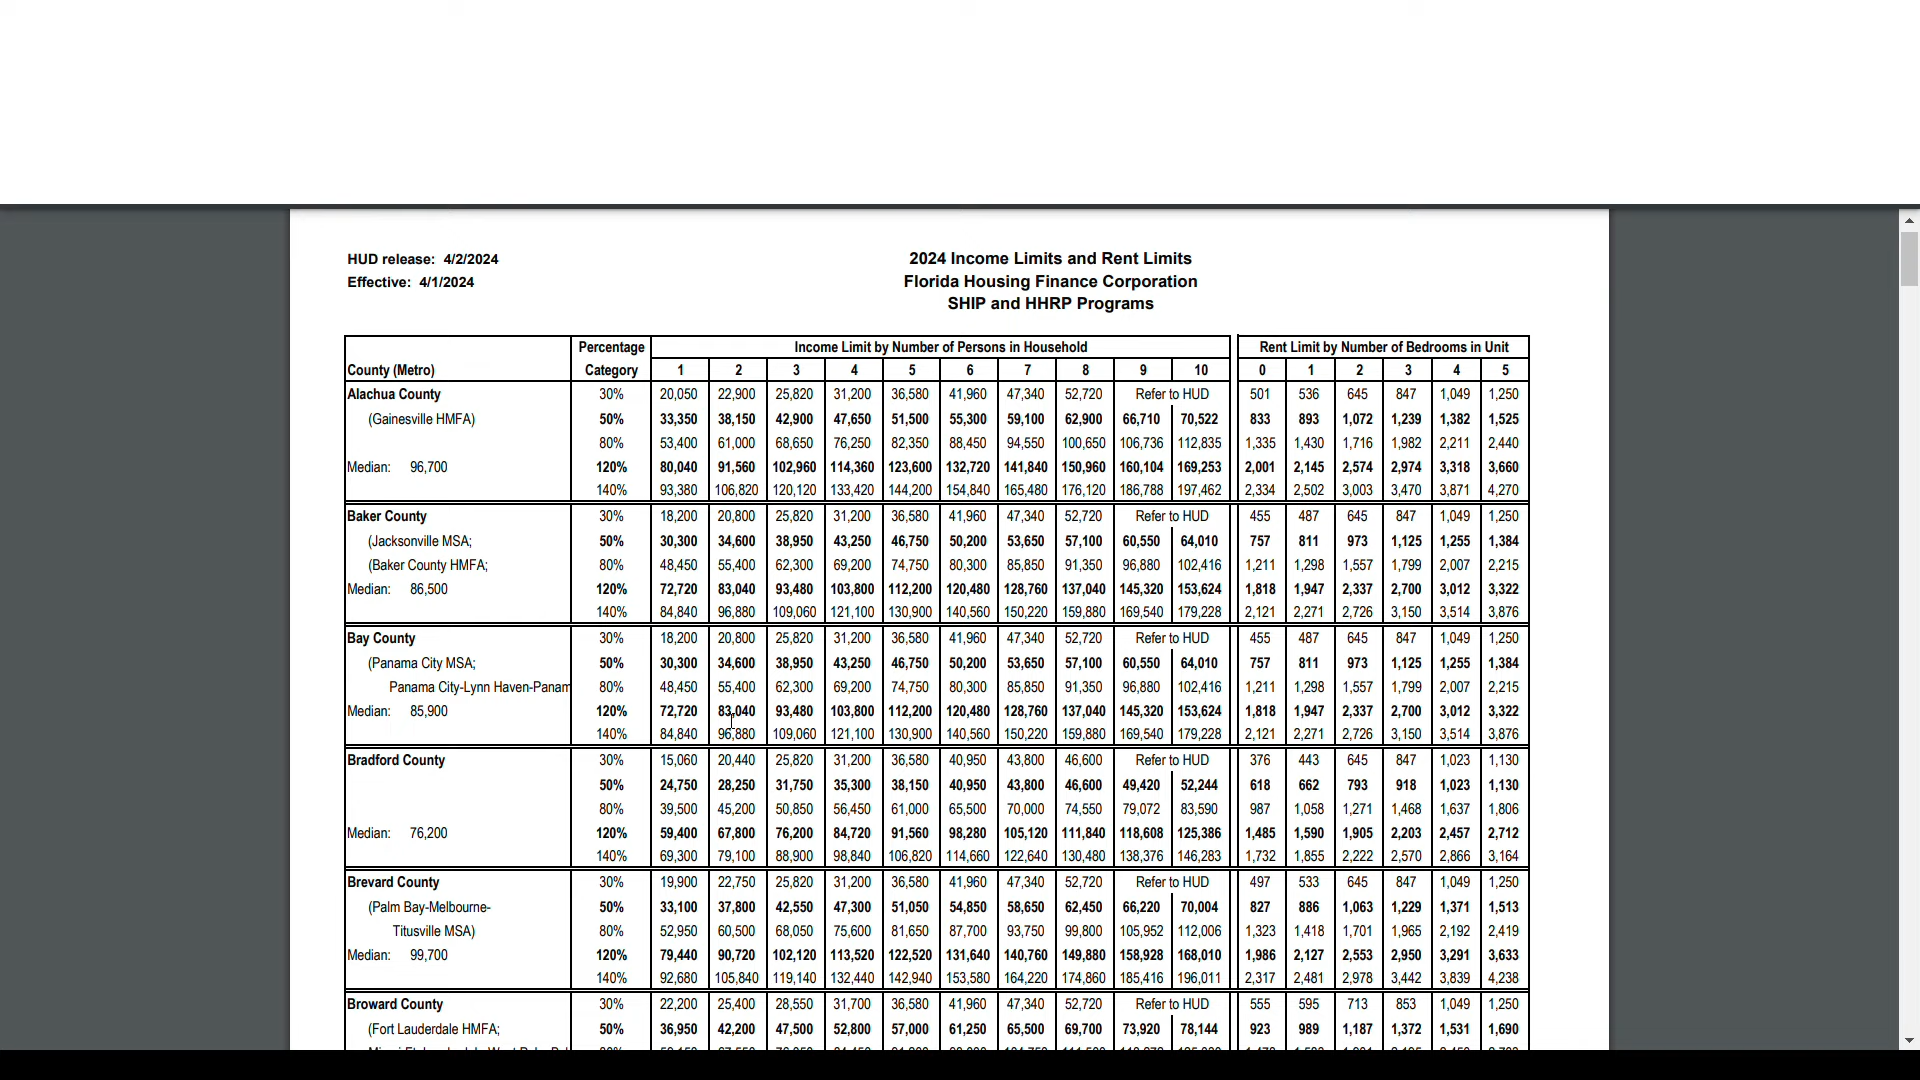 HUD release: 4/2/2024
Effective: 4/1/2024
2024 Income Limits and Rent Limits
Florida Housing Finance Corporation
SHIP and HHRP Programs
Percentage Income Limit by Number of Persons in Household Rent Limit by Number of Bedrooms in Unit
County (Metro) Category 1 2 3 4 5 6 7 8 9 10 0 1 2 3 4 5
Alachua County 30% 20,050 22,900 25,820 31,200 36,580 41,960 47,340 52,720 Refer to HUD 501 536 645 847 1,049 1,250
(Gainesville HMFA) 50% 33,350 38,150 42,900 47,650 51,500 55,300 59,100 62,900 66,710 70,522 833 893 1,072 1,239 1,382 1,525
80% 53,400 61,000 68,650 76,250 82,350 88,450 94,550 100,650 106,736 112,835 1,335 1,430 1,716 1,982 2,211 2,440
Median: 96,700 120% 80,040 91,560 102,960 114,360 123,600 132,720 141,840 150,960 160,104 169,253 2,001 2,145 2,574 2,974 3,318 3,660
140% 93,380 106,820 120,120 133,420 144,200 154,840 165,480 176,120 186,788 197,462 2,334 2,502 3,003 3,470 3,871 4,270
Baker County 30% 18,200 20,800 25,820 31,200 36,580 41,960 47,340 52,720 Refer to HUD 455 487 645 847 1,049 1,250
(Jacksonville MSA; 50% 30,300 34,600 38,950 43,250 46,750 50,200 53,650 57,100 60,550 64,010 757 811 973 1,125 1,255 1,384
(Baker County HMFA; 80% 48,450 55,400 62,300 69,200 74,750 80,300 85,850 91,350 96,880 102,416 1,211 1,298 1,557 1,799 2,007 2,215
Median: 86,500 120% 72,720 83,040 93,480 103,800 112,200 120,480 128,760 137,040 145,320 153,624 1,818 1,947 2,337 2,700 3,012 3,322
140% 84,840 96,880 109,060 121,100 130,900 140,560 150,220 159,880 169,540 179,228 2,121 2,271 2,726 3,150 3,514 3,876
Bay County 30% 18,200 20,800 25,820 31,200 36,580 41,960 47,340 52,720 Refer to HUD 455 487 645 847 1,049 1,250
(Panama City MSA; 50% 30,300 34,600 38,950 43,250 46,750 50,200 53,650 57,100 60,550 64,010 757 811 973 1,125 1,255 1,384
Panama City-Lynn Haven-Panam 80% 48,450 55,400 62,300 69,200 74,750 80,300 85,850 91,350 96,880 102,416 1,211 1,298 1,557 1,799 2,007 2,215
Median: 85,900 120% 72,720 83,040 93,480 103,800 112,200 120,480 128,760 137,040 145,320 153,624 1,818 1,947 2,337 2,700 3,012 3,322
140% 84,840 96,880 109,060 121,100 130,900 140,560 150,220 159,880 169,540 179,228 2,121 2,271 2,726 3,150 3,514 3,876
Bradford County 30% 15,060 20,440 25,820 31,200 36,580 40,950 43,800 46,600 Refer to HUD 376 443 645 847 1,023 1,130
50% 24,750 28,250 31,750 35,300 38,150 40,950 43,800 46,600 49,420 52,244 618 662 793 918 1,023 1,130
80% 39,500 45,200 50,850 56,450 61,000 65,500 70,000 74,550 79,072 83,590 987 1,058 1,271 1,468 1,637 1,806
Median: 76,200 120% 59,400 67,800 76,200 84,720 91,560 98,280 105,120 111,840 118,608 125,386 1,485 1,590 1,905 2,203 2,457 2,712
140% 69,300 79,100 88,900 98,840 106,820 114,660 122,640 130,480 138,376 146,283 1,732 1,855 2,222 2,570 2,866 3,164
Brevard County 30% 19,900 22,750 25,820 31,200 36,580 41,960 47,340 52,720 Refer to HUD 497 533 645 847 1,049 1,250
(Palm Bay-Melbourne- 50% 33,100 37,800 42,550 47,300 51,050 54,850 58,650 62,450 66,220 70,004 827 886 1,063 1,229 1,371 1,513
Titusville MSA) 80% 52,950 60,500 68,050 75,600 81,650 87,700 93,750 99,800 105,952 112,006 1,323 1,418 1,701 1,965 2,192 2,419
Median: 99,700 120% 79,440 90,720 102,120 113,520 122,520 131,640 140,760 149,880 158,928 168,010 1,986 2,127 2,553 2,950 3,291 3,633
140% 92,680 105,840 119,140 132,440 142,940 153,580 164,220 174,860 185,416 196,011 2,317 2,481 2,978 3,442 3,839 4,238
Broward County 30% 22,200 25,400 28,550 31,700 36,580 41,960 47,340 52,720 Refer to HUD 555 595 713 853 1,049 1,250
(Fort Lauderdale HMFA; 50% 36,950 42,200 47,500 52,800 57,000 61,250 65,500 69,700 73,920 78,144 923 989 1,187 1,372 1,531 1,690